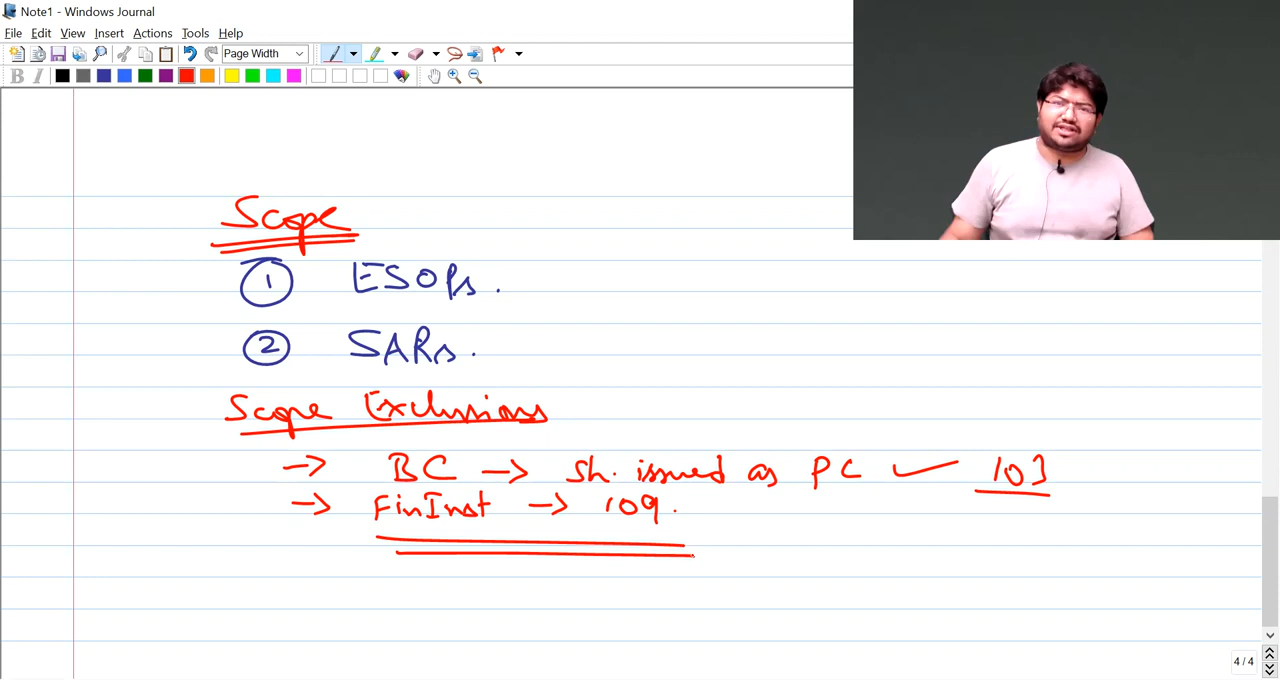 Note1 - Windows Journal
File Edit View Insert Actions Tools Help
Page Width
B I
Scope
① ESOPs.
② SARs.
Scope Exclusions
→ BC → Sh. issued as PC ✓ 103
→ FinInst → 109.
4 / 4